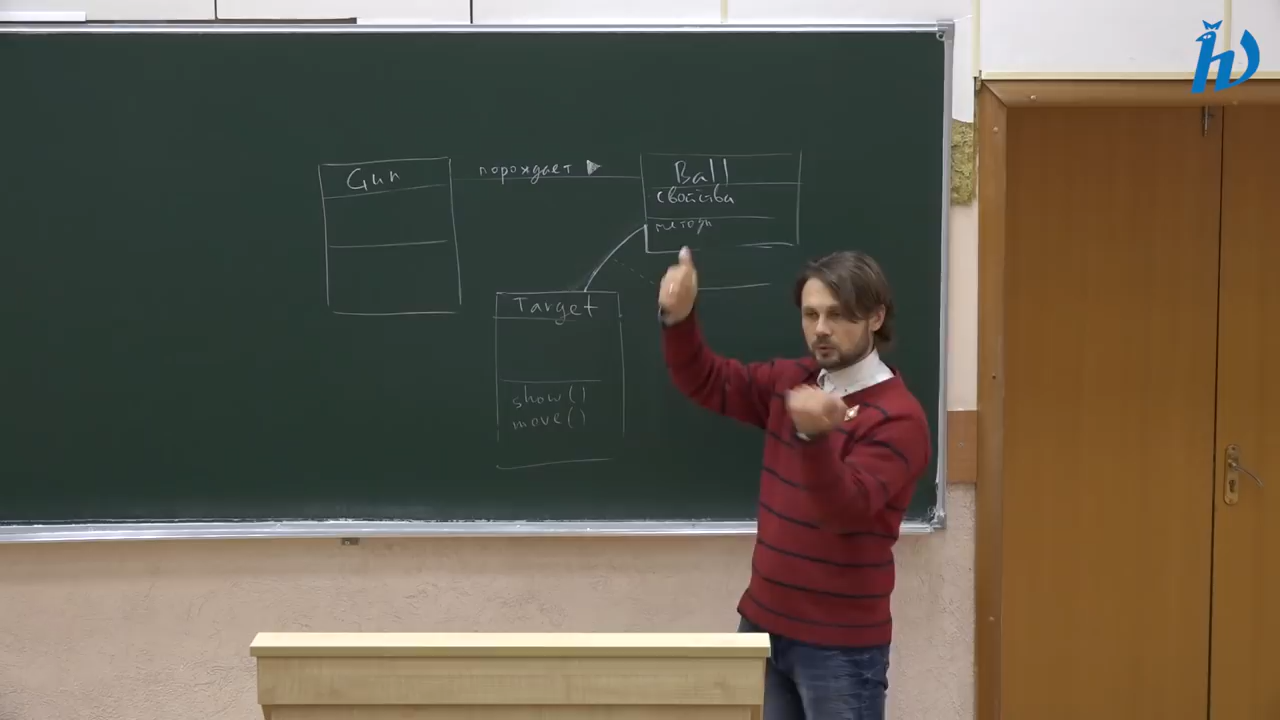 Gun
порождает
Ball
свойства
методы
Target
show()
move()